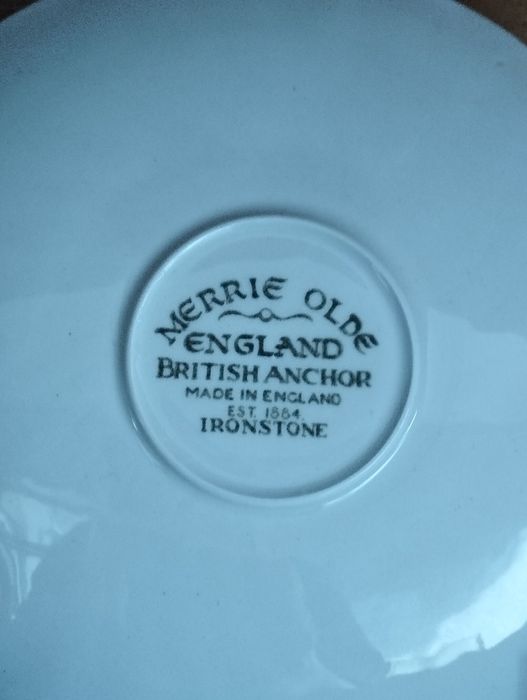 MERRIE OLDE
ENGLAND
BRITISH ANCHOR
MADE IN ENGLAND
EST. 1884.
IRONSTONE